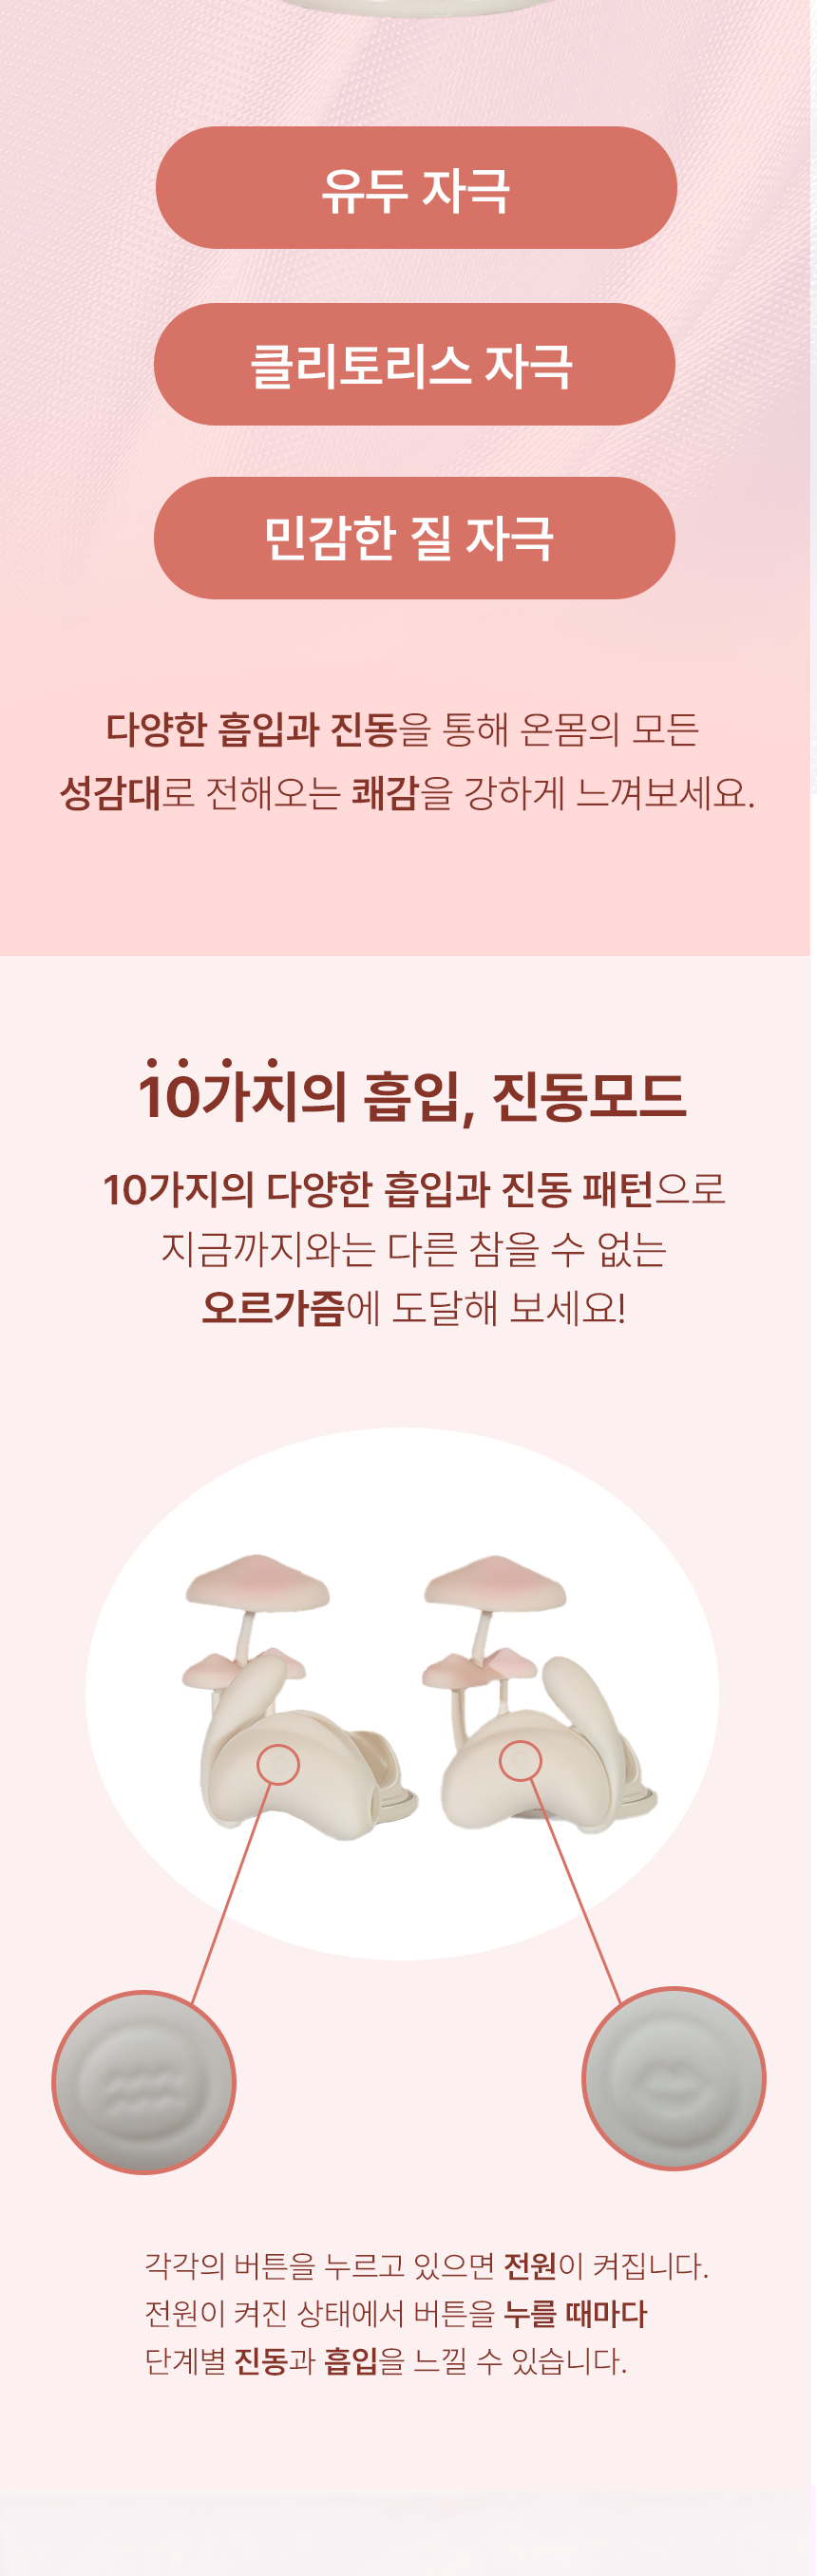 유두 자극
클리토리스 자극
민감한 질 자극
다양한 흡입과 진동을 통해 온몸의 모든
성감대로 전해오는 쾌감을 강하게 느껴보세요.
10가지의 흡입, 진동모드
10가지의 다양한 흡입과 진동 패턴으로
지금까지와는 다른 참을 수 없는
오르가즘에 도달해 보세요!
각각의 버튼을 누르고 있으면 전원이 켜집니다.
전원이 켜진 상태에서 버튼을 누를 때마다
단계별 진동과 흡입을 느낄 수 있습니다.